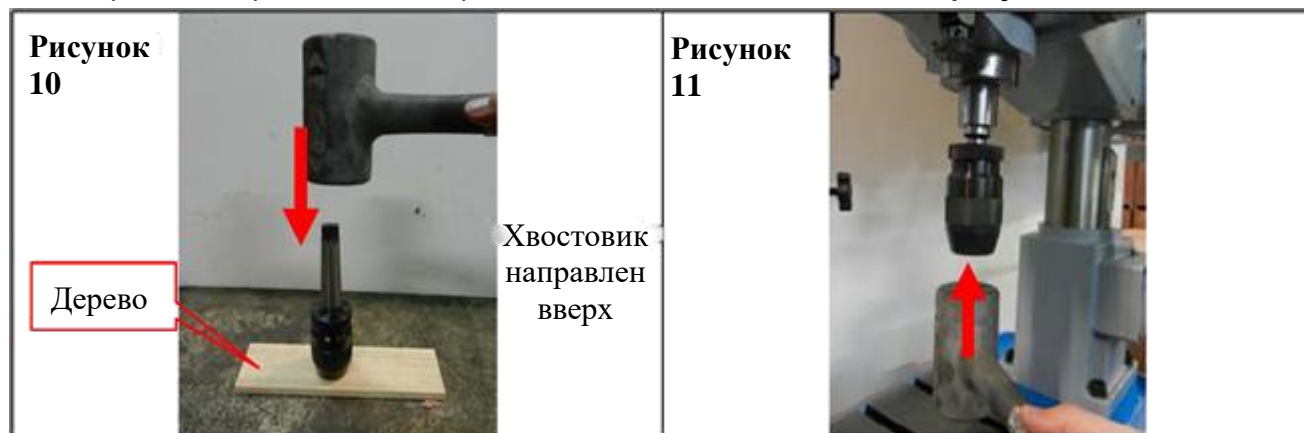 Рисунок
10
Дерево
Хвостовик
направлен
вверх
Рисунок
11